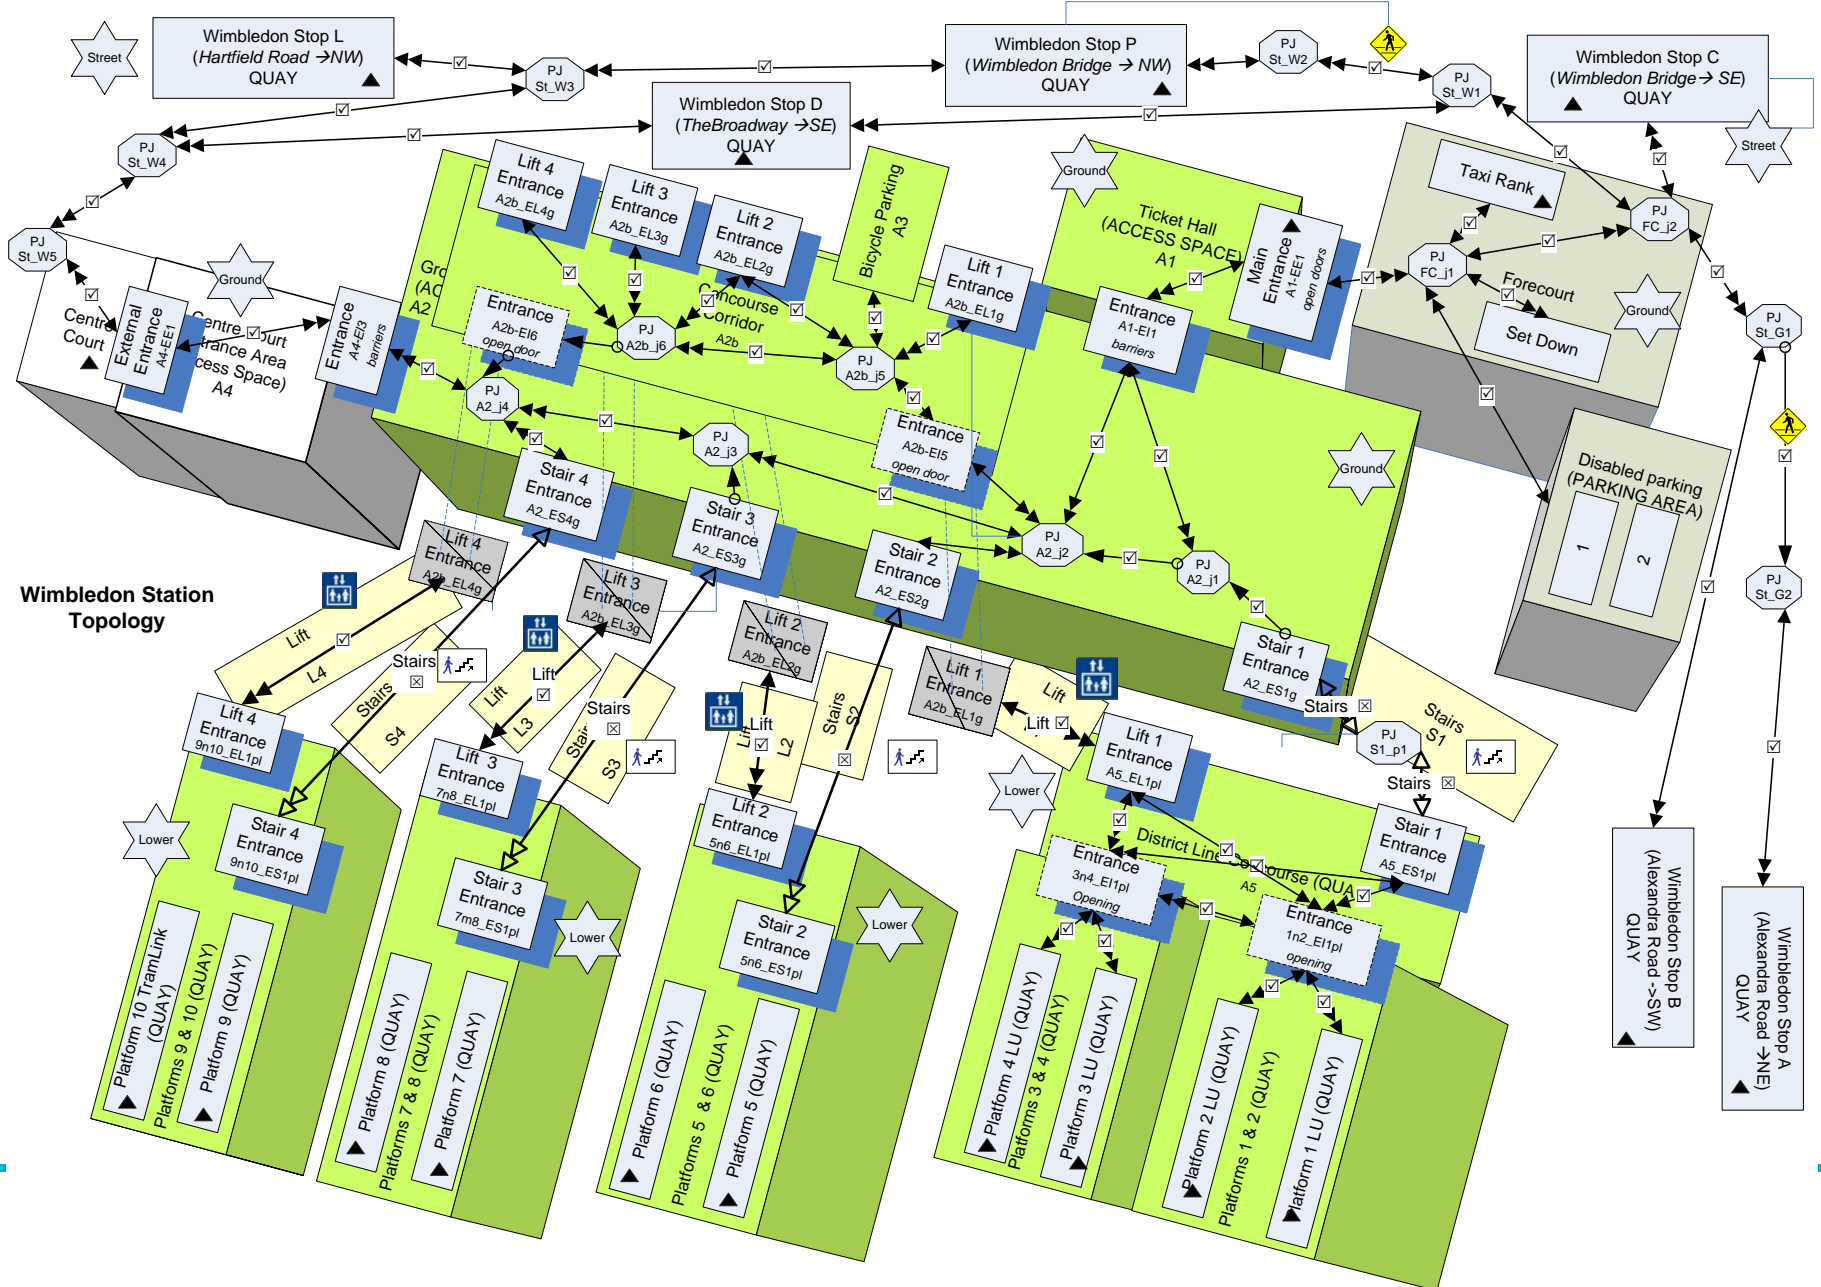 Street
Wimbledon Stop L
(Hartfield Road →NW)
QUAY
PJ
St_W3
Wimbledon Stop P
(Wimbledon Bridge → NW)
QUAY
PJ
St_W2
PJ
St_W1
Wimbledon Stop C
(Wimbledon Bridge→ SE)
QUAY
Street
Wimbledon Stop D
(TheBroadway →SE)
QUAY
PJ
St_W4
PJ
St_W5
Ground
Centre
Court
External
Entrance
A4-EE1
Centre Court
Entrance Area
(Access Space)
A4
Entrance
A4-EI3
barriers
A2
Lift 4
Entrance
A2b_EL4g
Lift 3
Entrance
A2b_EL3g
Lift 2
Entrance
A2b_EL2g
Bicycle Parking
A3
Lift 1
Entrance
A2b_EL1g
Concourse
Corridor
A2b
Entrance
A2b-EI6
open door
PJ
A2b_j6
PJ
A2b_j5
Entrance
A2b-EI5
open door
Ground
Ticket Hall
(ACCESS SPACE)
A1
Main
Entrance
A1-EE1
open doors
Entrance
A1-EI1
barriers
Taxi Rank
PJ
FC_j2
PJ
FC_j1
Forecourt
Ground
Set Down
PJ
St_G1
PJ
A2_j4
PJ
A2_j3
PJ
A2_j2
PJ
A2_j1
Ground
Stair 4
Entrance
A2_ES4g
Stair 3
Entrance
A2_ES3g
Stair 2
Entrance
A2_ES2g
Stair 1
Entrance
A2_ES1g
Disabled parking
(PARKING AREA)
1
2
PJ
St_G2
Wimbledon Station
Topology
Lift 4
Entrance
A2b_EL4g
Lift 3
Entrance
A2b_EL3g
Lift 2
Entrance
A2b_EL2g
Lift 1
Entrance
A2b_EL1g
Lift
L4
Stairs
Stairs
S4
Lift
Lift
L3
Stairs
Stairs
S3
Lift
Lift
L2
Stairs
S2
Lift
Lift
Stairs
Stairs
S1
PJ
S1_p1
Stairs
Lift 4
Entrance
9n10_EL1pl
Lower
Stair 4
Entrance
9n10_ES1pl
Platform 10 TramLink
(QUAY)
Platforms 9 & 10 (QUAY)
Platform 9 (QUAY)
Lift 3
Entrance
7n8_EL1pl
Stair 3
Entrance
7m8_ES1pl
Lower
Platform 8 (QUAY)
Platforms 7 & 8 (QUAY)
Platform 7 (QUAY)
Lift 2
Entrance
5n6_EL1pl
Stair 2
Entrance
5n6_ES1pl
Lower
Platform 6 (QUAY)
Platforms 5 & 6 (QUAY)
Platform 5 (QUAY)
Lower
Lift 1
Entrance
A5_EL1pl
Stair 1
Entrance
A5_ES1pl
District Line Concourse (QUA
A5
Entrance
3n4_EI1pl
Opening
Entrance
1n2_EI1pl
opening
Platform 4 LU (QUAY)
Platforms 3 & 4 (QUAY)
Platform 3 LU (QUAY)
Platform 2 LU (QUAY)
Platforms 1 & 2 (QUAY)
Platform 1 LU (QUAY)
Wimbledon Stop B
(Alexandra Road ->SW)
QUAY
Wimbledon Stop A
(Alexandra Road →NE)
QUAY